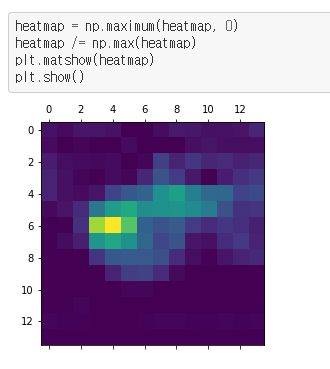 heatmap = np.maximum(heatmap, 0)
heatmap /= np.max(heatmap)
plt.matshow(heatmap)
plt.show()
0 2 4 6 8 10 12
0
2
4
6
8
10
12